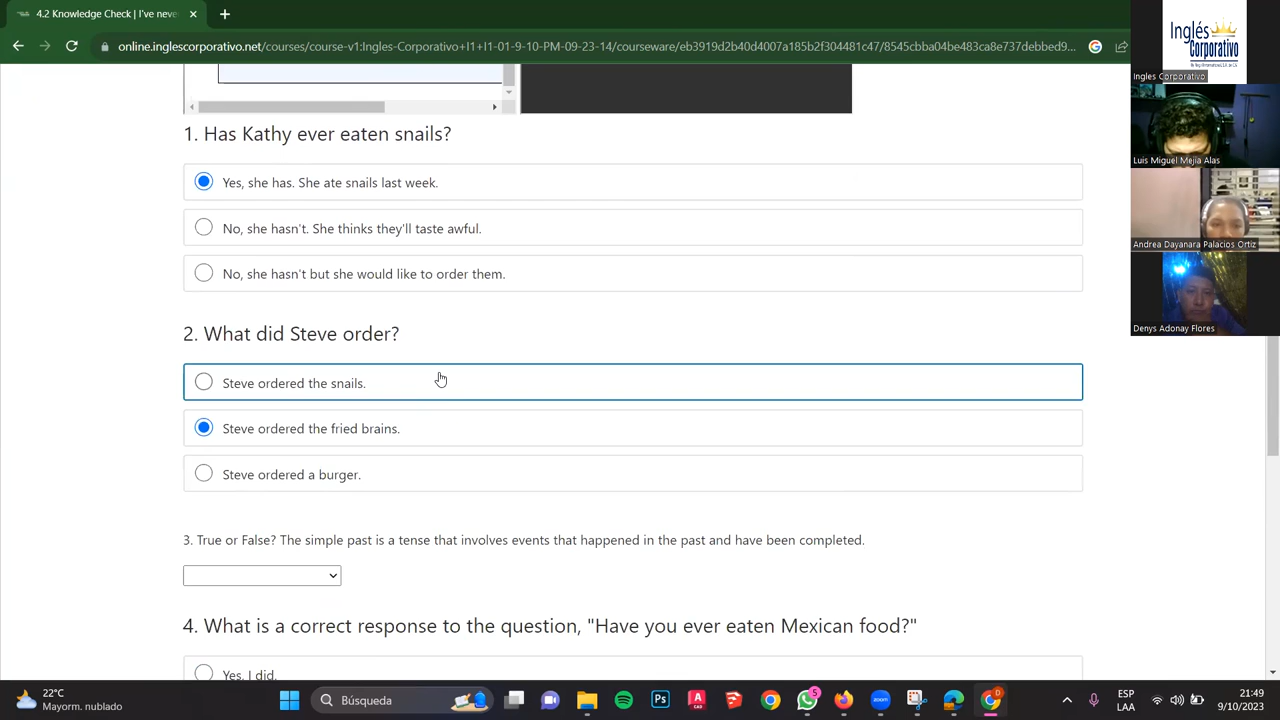 4.2 Knowledge Check | I've neve
online.inglescorporativo.net/courses/course-v1:Ingles-Corporativo+I1+I1-01-9-10-PM-09-23-14/courseware/eb3919d2b40d4007a185b2f304481c47/8545cbba04be483ca8e737debbed9...
Inglés
Corporativo
Ingles Corporativo
Luis Miguel Mejia Alas
Andrea Dayanara Palacios Ortiz
Denys Adonay Flores
1. Has Kathy ever eaten snails?
Yes, she has. She ate snails last week.
No, she hasn't. She thinks they'll taste awful.
No, she hasn't but she would like to order them.
2. What did Steve order?
Steve ordered the snails.
Steve ordered the fried brains.
Steve ordered a burger.
3. True or False? The simple past is a tense that involves events that happened in the past and have been completed.
4. What is a correct response to the question, "Have you ever eaten Mexican food?"
Yes, I did.
22°C
Mayorm. nublado
Búsqueda
Ps
A
CAD
zoom
5
D
ESP
LAA
21:49
9/10/2023